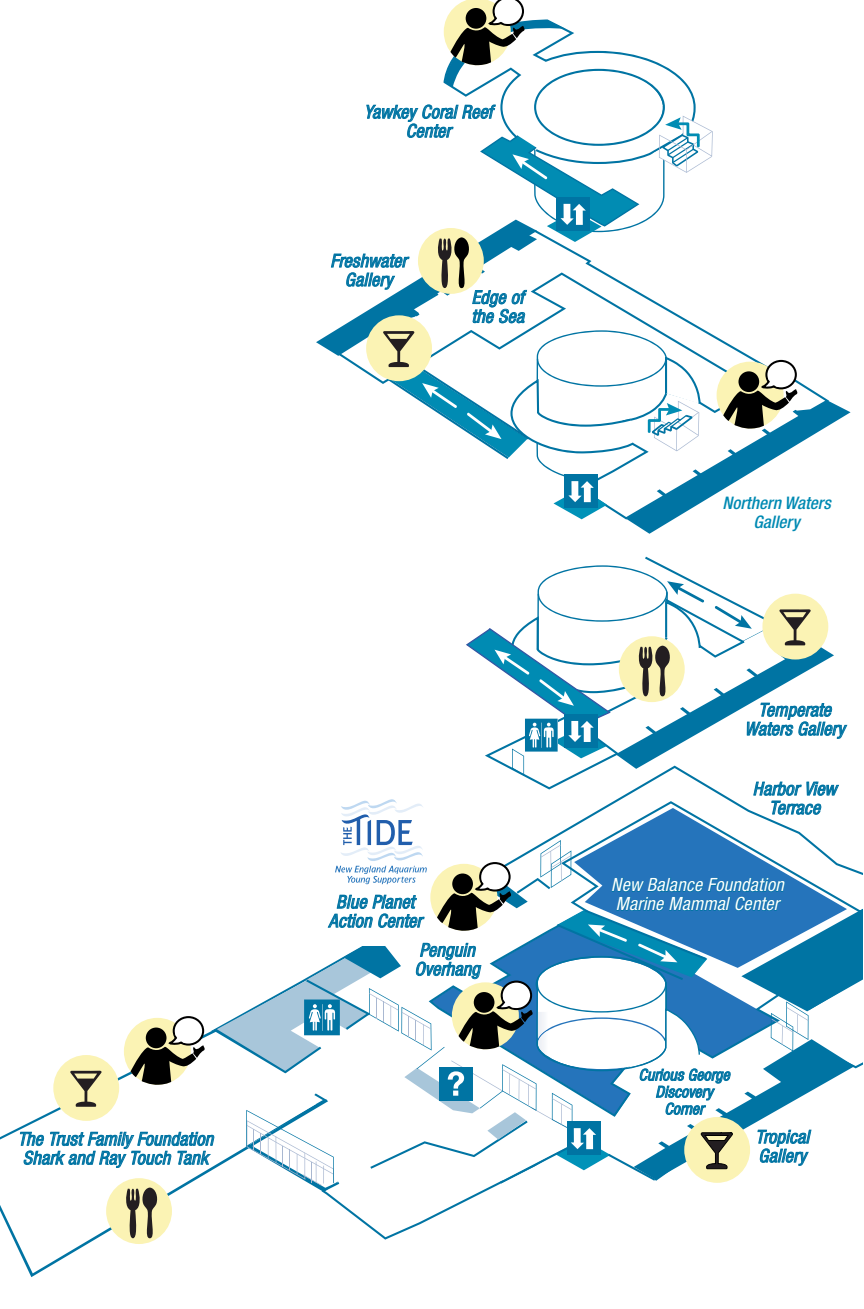 Yawkey Coral Reef
Center
Freshwater
Gallery
Edge of
the Sea
Northern Waters
Gallery
Temperate
Waters Gallery
Harbor View
Terrace
THE TIDE
New England Aquarium
Young Supporters
New Balance Foundation
Marine Mammal Center
Blue Planet
Action Center
Penguin
Overhang
?
Curious George
Discovery
Corner
The Trust Family Foundation
Shark and Ray Touch Tank
Tropical
Gallery